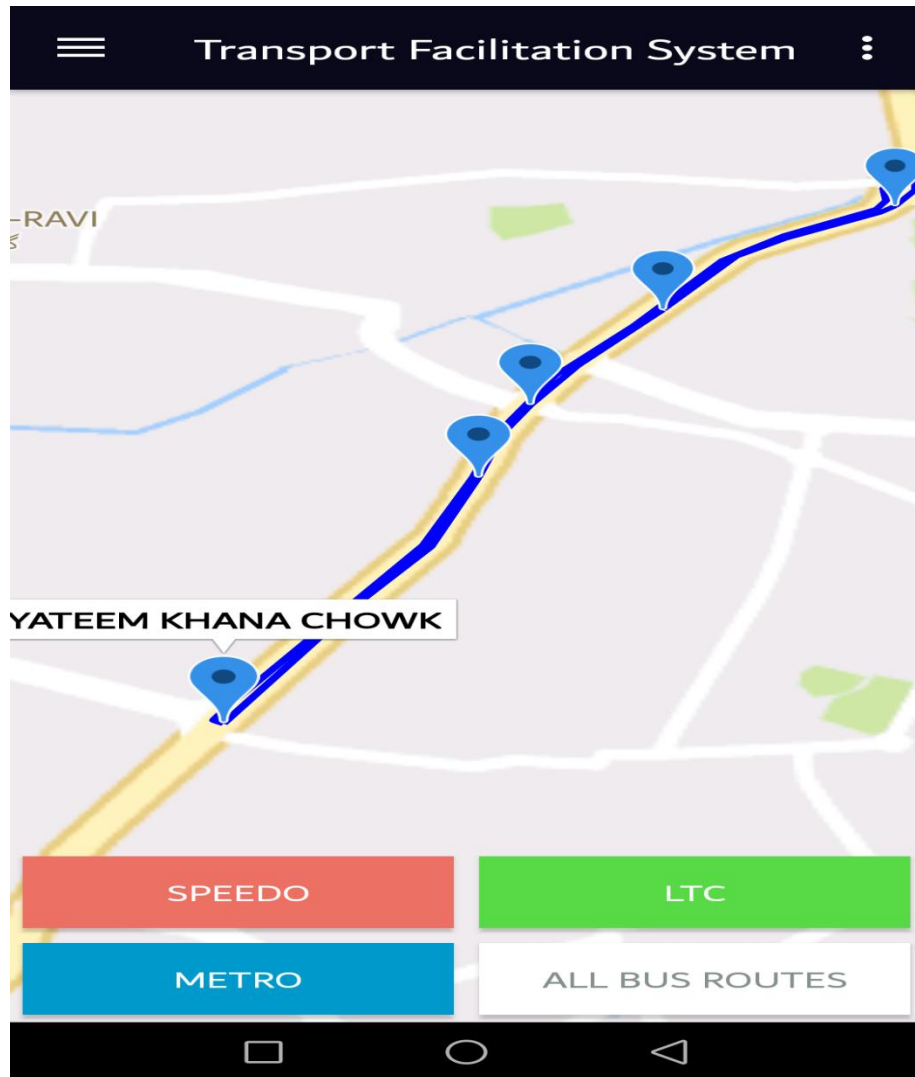 Transport Facilitation System
-RAVI
YATEEM KHANA CHOWK
SPEEDO
LTC
METRO
ALL BUS ROUTES